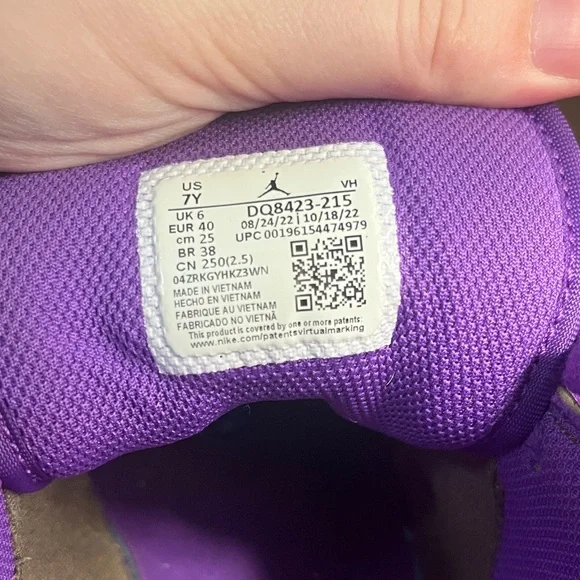 US
7Y
VH
UK 6
EUR 40
cm 25
BR 38
CN 250(2.5)
DQ8423-215
08/24/22 | 10/18/22
UPC 00196154474979
04ZRKGYHKZ3WN
MADE IN VIETNAM
HECHO EN VIETNAM
FABRIQUE AU VIETNAM
FABRICADO NO VIETNÃ
This product is covered by one or more patents:
www.nike.com/patentsvirtualmarking